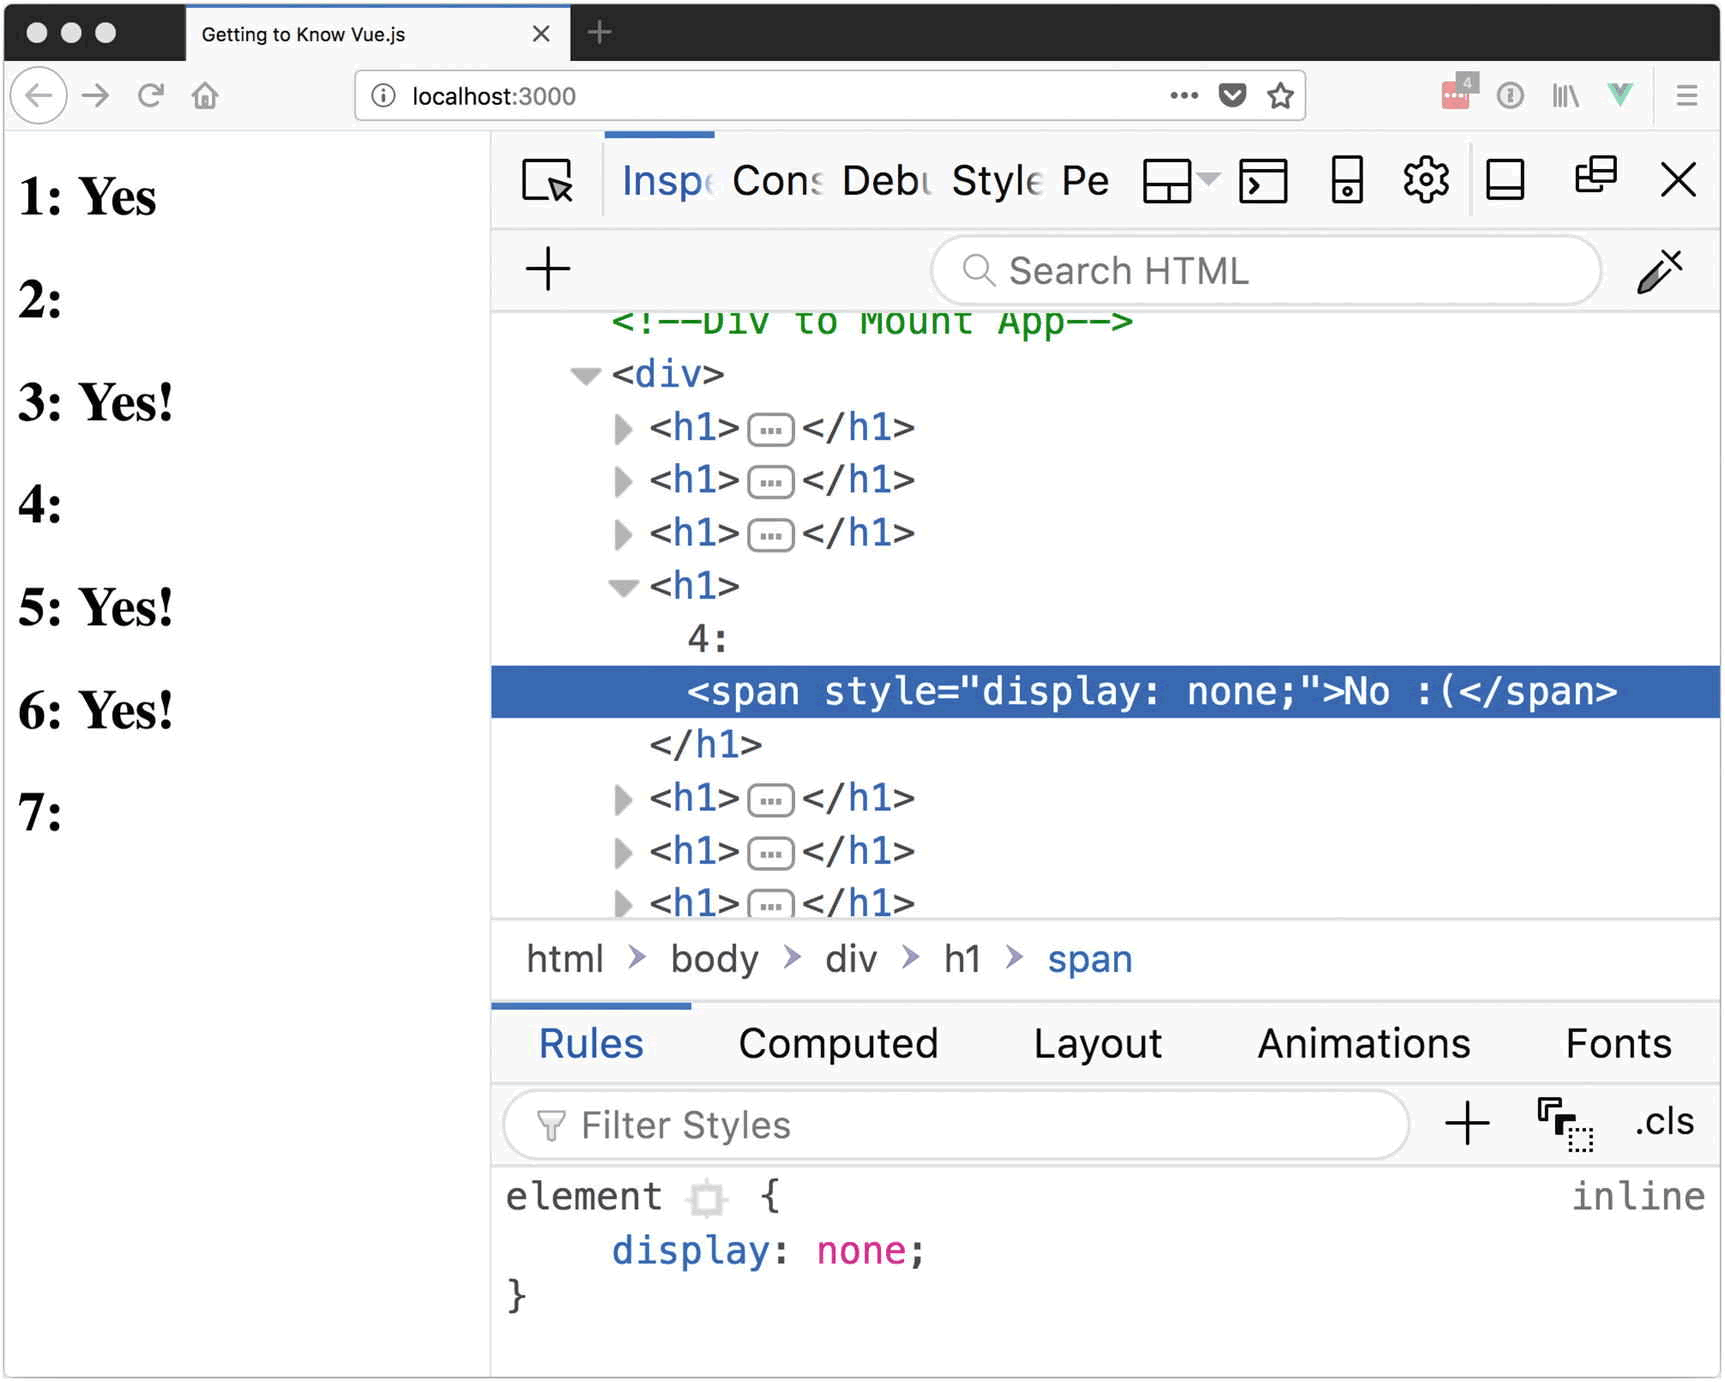 Getting to Know Vue.js
localhost:3000
4
1: Yes
2:
3: Yes!
4:
5: Yes!
6: Yes!
7:
Inspe Cons Debu Style Pe
Search HTML
<!--Div to Mount App-->
<div>
<h1>...</h1>
<h1>...</h1>
<h1>...</h1>
<h1>
4:
<span style="display: none;">No :(</span>
</h1>
<h1>...</h1>
<h1>...</h1>
<h1>...</h1>
html body div h1 span
Rules Computed Layout Animations Fonts
Filter Styles .cls
element { inline
display: none;
}